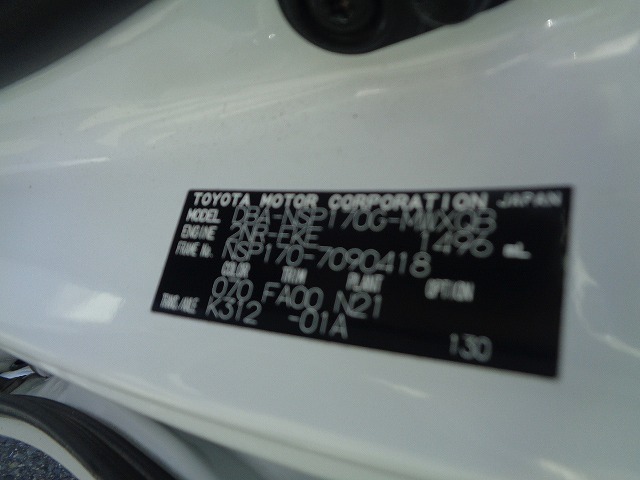 TOYOTA MOTOR CORPORATION JAPAN
MODEL DBA-NSP170G-MWXQB
ENGINE 2NR-FKE 1496 mL
FRAME No. NSP170-7090418
COLOR TRIM PLANT OPTION
070 FA00 N21
TRANS/AXLE K312 -01A
130